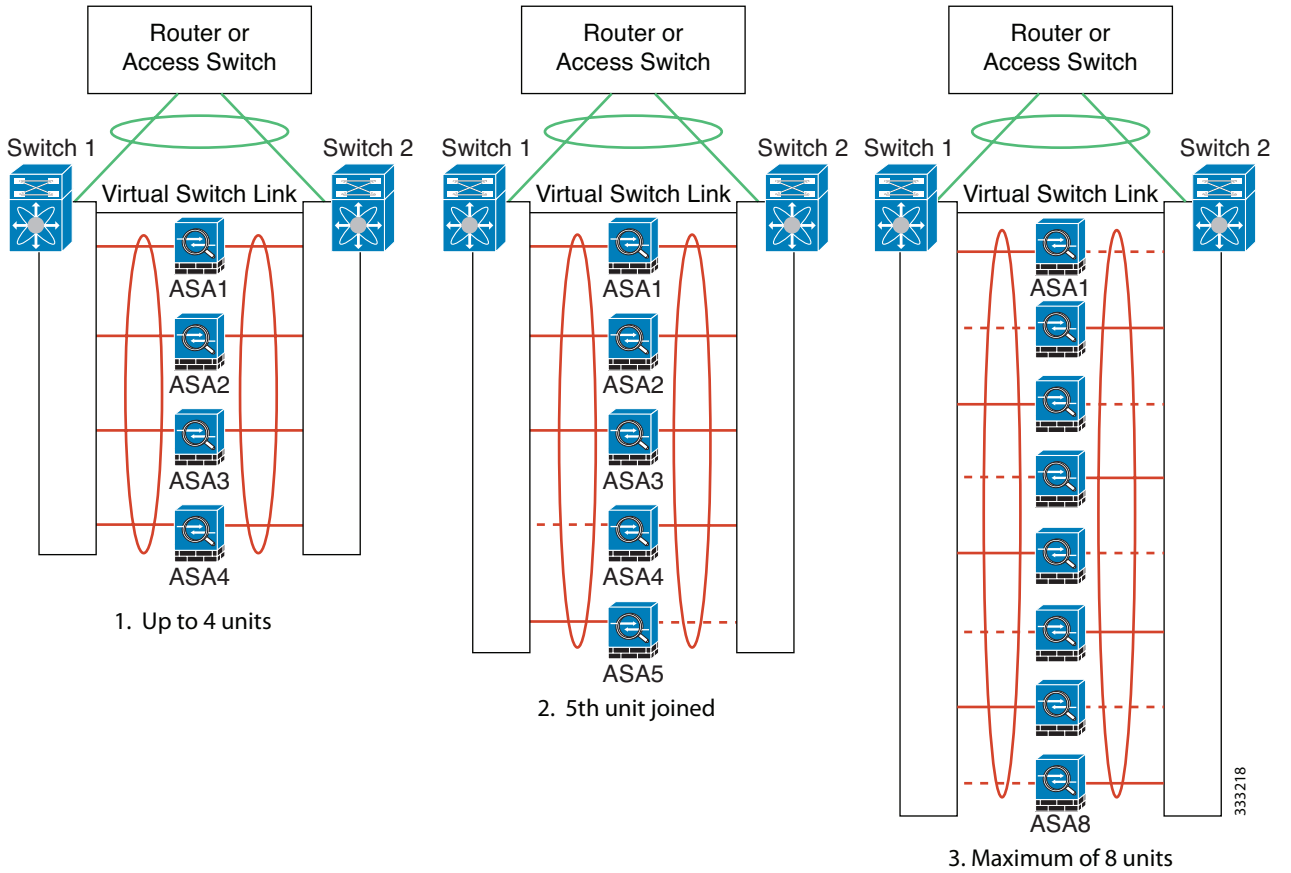 Router or
Access Switch
Switch 1
Switch 2
Virtual Switch Link
ASA1
ASA2
ASA3
ASA4
1. Up to 4 units
Router or
Access Switch
Switch 1
Switch 2
Virtual Switch Link
ASA1
ASA2
ASA3
ASA4
ASA5
2. 5th unit joined
Router or
Access Switch
Switch 1
Switch 2
Virtual Switch Link
ASA1
ASA8
3. Maximum of 8 units
333218